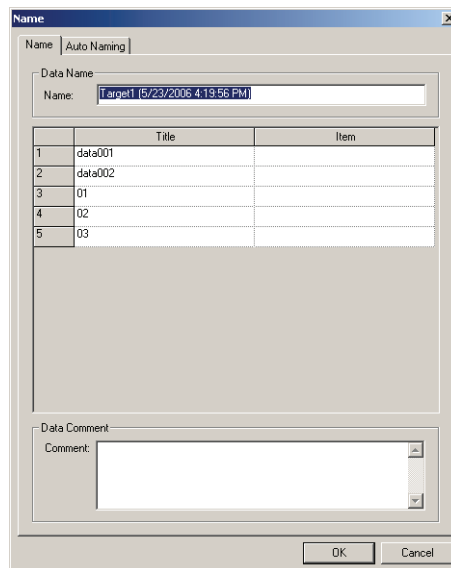 Name
Name Auto Naming
Data Name
Name: Target1 (5/23/2006 4:19:56 PM)
Title Item
1 data001
2 data002
3 01
4 02
5 03
Data Comment
Comment:
OK Cancel